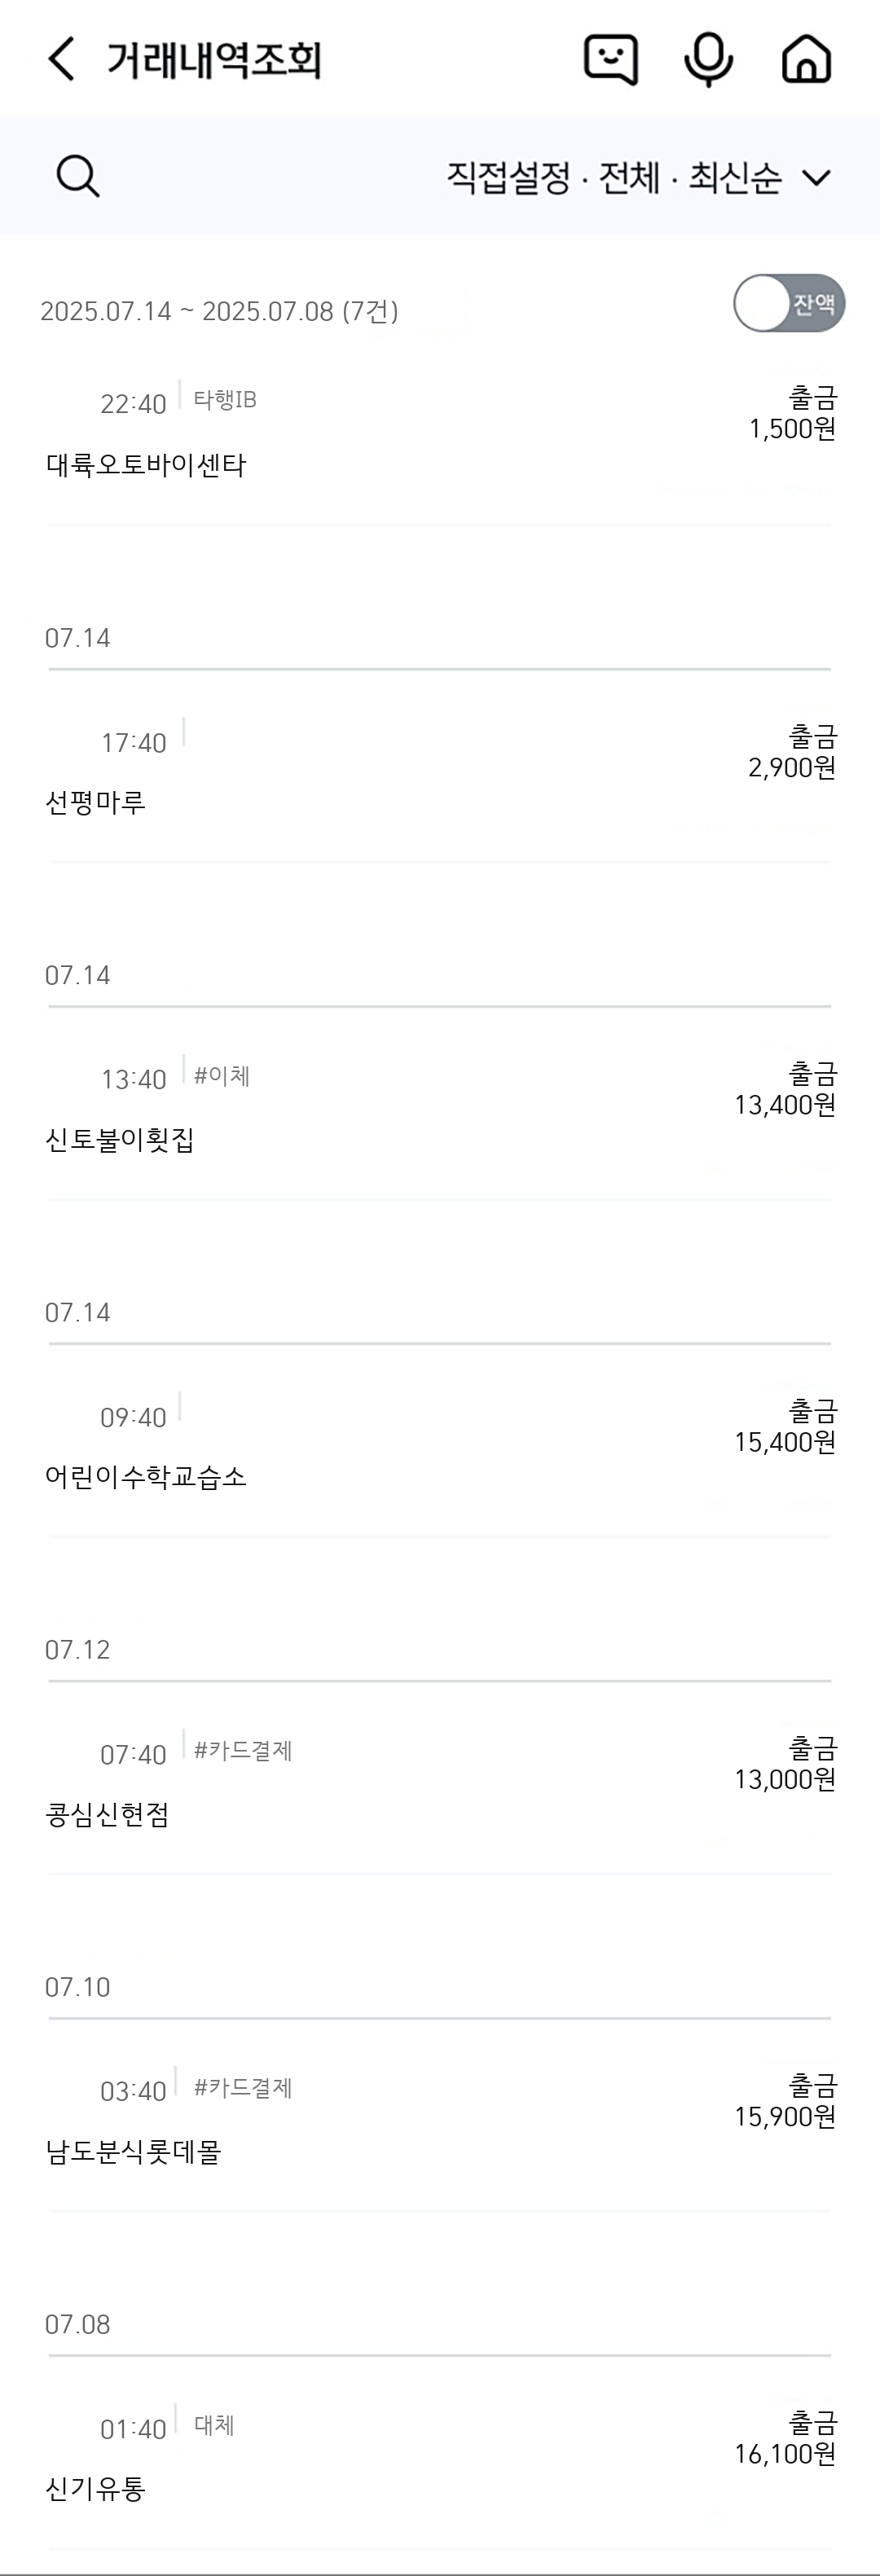 거래내역조회
직접설정 · 전체 · 최신순
2025.07.14 ~ 2025.07.08 (7건)
잔액
22:40 타행IB
출금
1,500원
대륙오토바이센타
07.14
17:40
출금
2,900원
선평마루
07.14
13:40 #이체
출금
13,400원
신토불이횟집
07.14
09:40
출금
15,400원
어린이수학교습소
07.12
07:40 #카드결제
출금
13,000원
콩심신현점
07.10
03:40 #카드결제
출금
15,900원
남도분식롯데몰
07.08
01:40 대체
출금
16,100원
신기유통